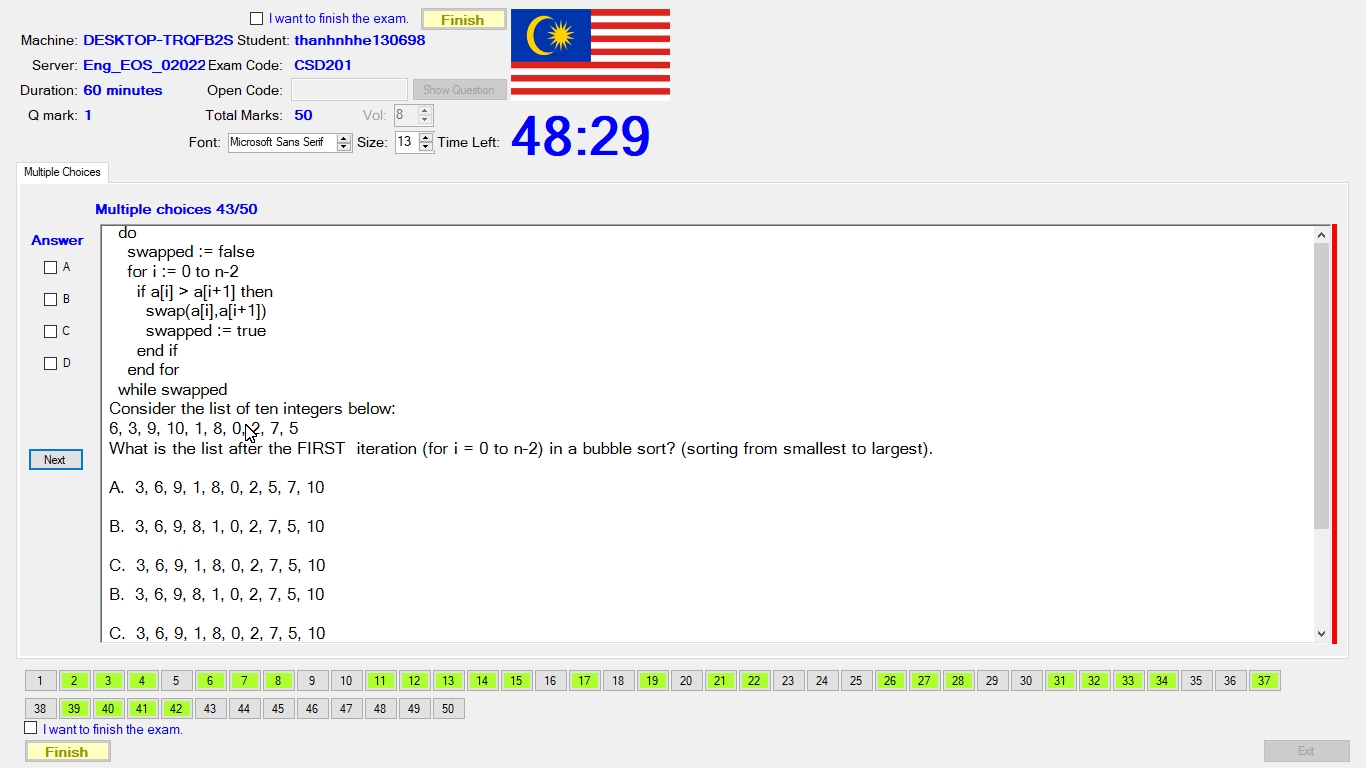 I want to finish the exam.
Finish
Machine: DESKTOP-TRQFB2S Student: thanhnhhe130698
Server: Eng_EOS_02022 Exam Code: CSD201
Duration: 60 minutes Open Code: Show Question
Q mark: 1 Total Marks: 50 Vol: 8
Font: Microsoft Sans Serif Size: 13 Time Left: 48:29
Multiple Choices
Multiple choices 43/50
Answer
A
B
C
D
Next
do
swapped := false
for i := 0 to n-2
if a[i] > a[i+1] then
swap(a[i],a[i+1])
swapped := true
end if
end for
while swapped
Consider the list of ten integers below:
6, 3, 9, 10, 1, 8, 0, 2, 7, 5
What is the list after the FIRST iteration (for i = 0 to n-2) in a bubble sort? (sorting from smallest to largest).
A. 3, 6, 9, 1, 8, 0, 2, 5, 7, 10
B. 3, 6, 9, 8, 1, 0, 2, 7, 5, 10
C. 3, 6, 9, 1, 8, 0, 2, 7, 5, 10
B. 3, 6, 9, 8, 1, 0, 2, 7, 5, 10
C. 3, 6, 9, 1, 8, 0, 2, 7, 5, 10
1 2 3 4 5 6 7 8 9 10 11 12 13 14 15 16 17 18 19 20 21 22 23 24 25 26 27 28 29 30 31 32 33 34 35 36 37
38 39 40 41 42 43 44 45 46 47 48 49 50
I want to finish the exam.
Finish
Exit